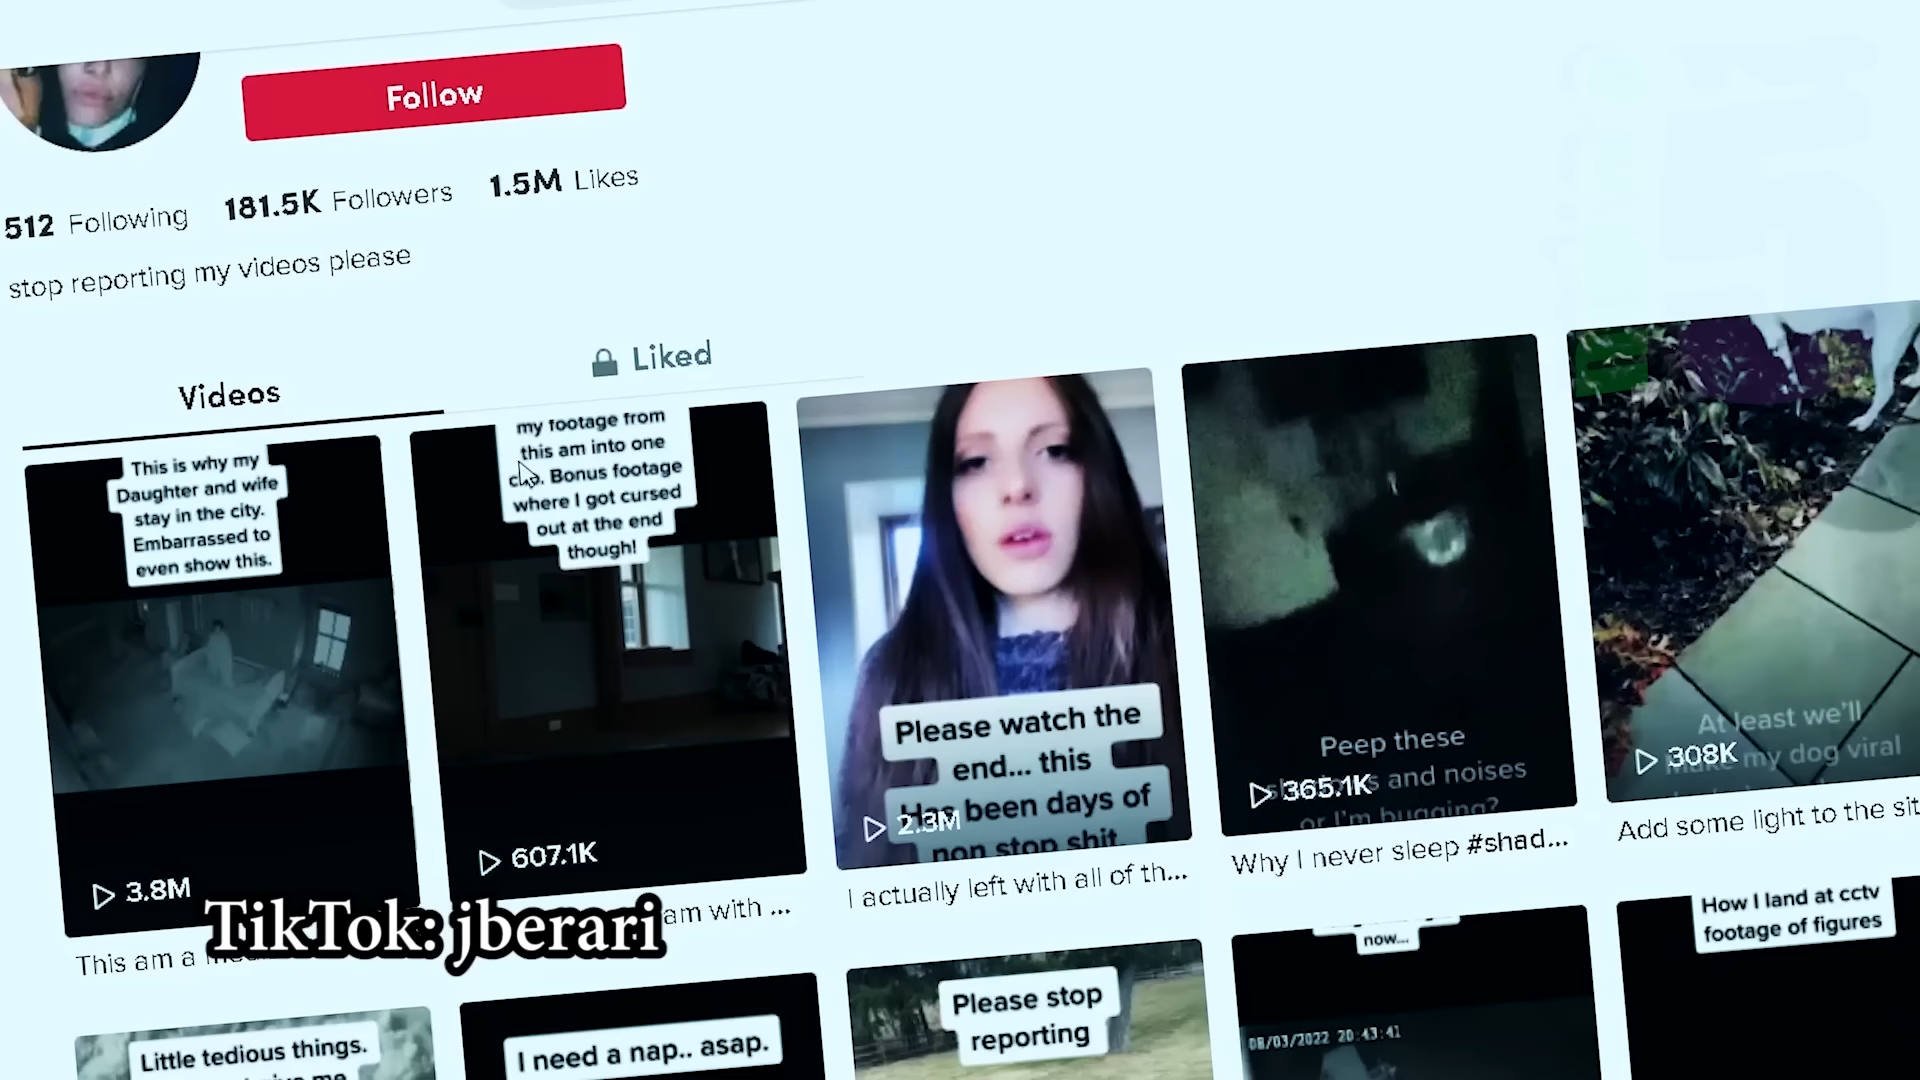 Follow
512 Following 181.5K Followers 1.5M Likes
stop reporting my videos please
Videos
Liked
This is why my
Daughter and wife
stay in the city.
Embarrassed to
even show this.
3.8M
This am a
my footage from
this am into one
Bonus footage
where I got cursed
out at the end
though!
607.1K
am with ...
Please watch the
end... this
Has been days of
non stop shit.
2.3M
I actually left with all of th...
Peep these
and noises
or I'm bugging?
365.1K
Why I never sleep #shad...
At least we'll
my dog viral
308K
Add some light to the sit
TikTok: jberari
Little tedious things.
I need a nap.. asap.
Please stop
reporting
now...
08/03/2022 20:43:41
How I land at cctv
footage of figures